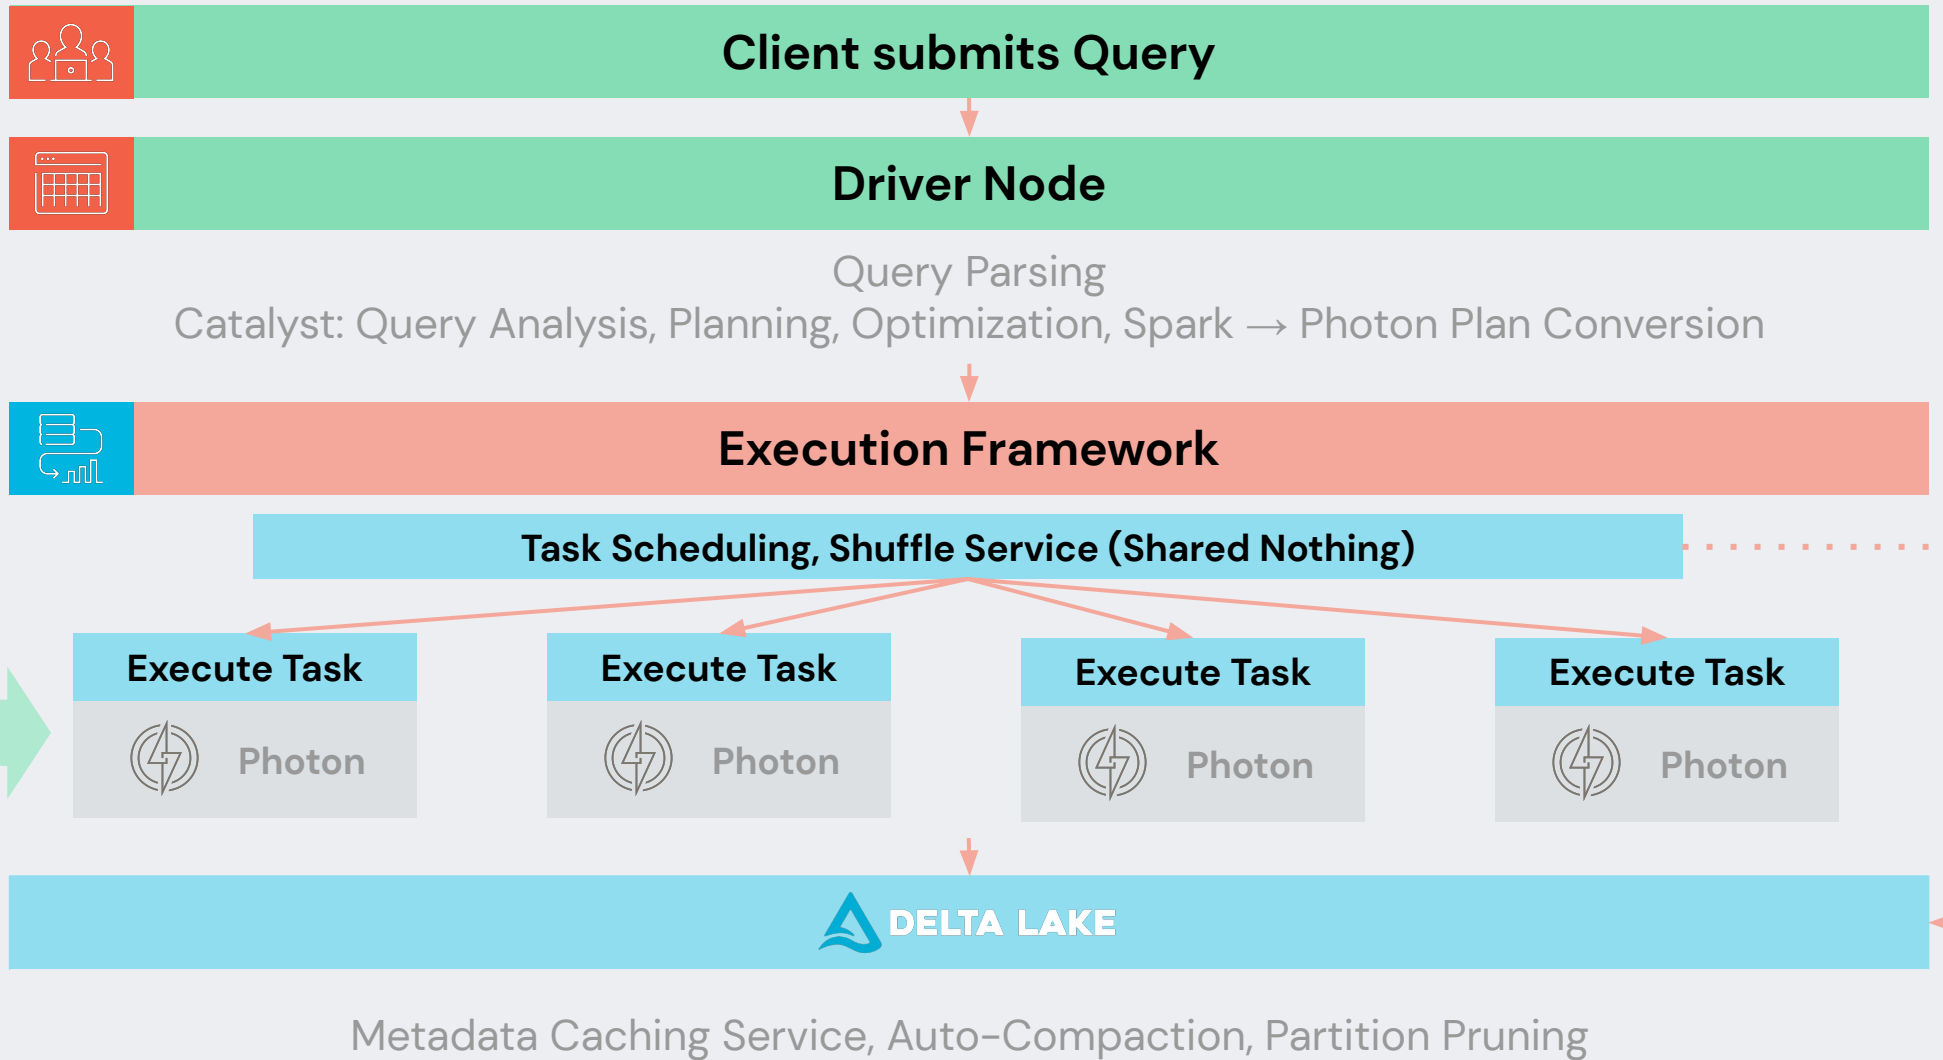 Client submits Query
Driver Node
Query Parsing
Catalyst: Query Analysis, Planning, Optimization, Spark → Photon Plan Conversion
Execution Framework
Task Scheduling, Shuffle Service (Shared Nothing)
Execute Task
Photon
Execute Task
Photon
Execute Task
Photon
Execute Task
Photon
DELTA LAKE
Metadata Caching Service, Auto-Compaction, Partition Pruning